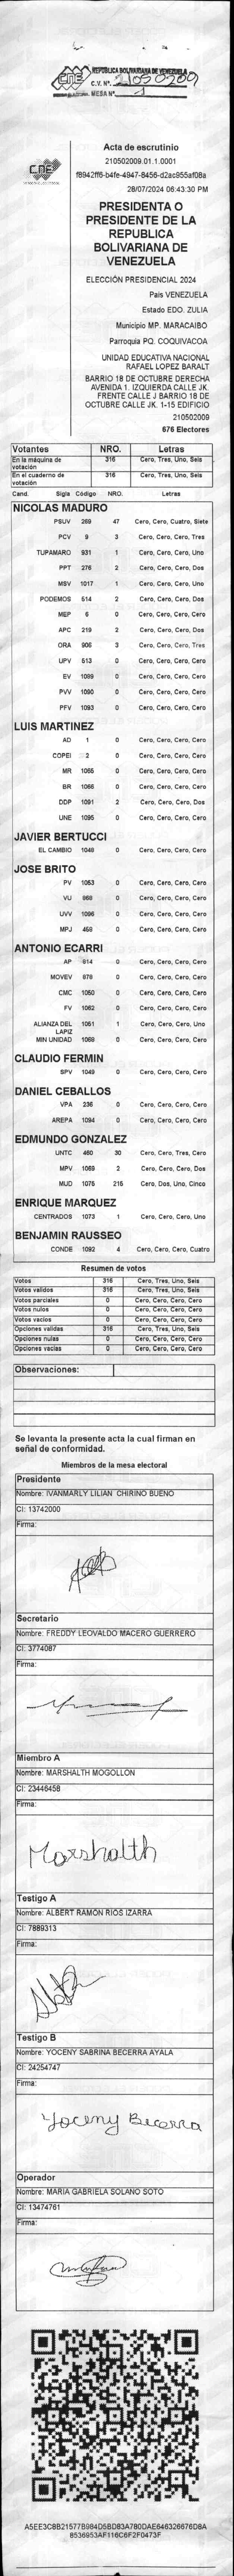 CNE
REPÚBLICA BOLIVARIANA DE VENEZUELA
C.V. Nº 210502009
MESA Nº 1
CNE
Acta de escrutinio
210502009.01.1.0001
f8942ff6-b4fe-4947-8456-d2ac955af08a
28/07/2024 06:43:30 PM
PRESIDENTA O
PRESIDENTE DE LA
REPUBLICA
BOLIVARIANA DE
VENEZUELA
ELECCIÓN PRESIDENCIAL 2024
Pais VENEZUELA
Estado EDO. ZULIA
Municipio MP. MARACAIBO
Parroquia PQ. COQUIVACOA
UNIDAD EDUCATIVA NACIONAL
RAFAEL LOPEZ BARALT
BARRIO 18 DE OCTUBRE DERECHA
AVENIDA 1. IZQUIERDA CALLE JK.
FRENTE CALLE J BARRIO 18 DE
OCTUBRE CALLE JK. 1-15 EDIFICIO
210502009
676 Electores
Votantes NRO. Letras
En la máquina de votación 316 Cero, Tres, Uno, Seis
En el cuaderno de votación 316 Cero, Tres, Uno, Seis
Cand. Sigla Código NRO. Letras
NICOLAS MADURO
PSUV 269 47 Cero, Cero, Cuatro, Siete
PCV 9 3 Cero, Cero, Cero, Tres
TUPAMARO 931 1 Cero, Cero, Cero, Uno
PPT 276 2 Cero, Cero, Cero, Dos
MSV 1017 1 Cero, Cero, Cero, Uno
PODEMOS 514 2 Cero, Cero, Cero, Dos
MEP 6 0 Cero, Cero, Cero, Cero
APC 219 2 Cero, Cero, Cero, Dos
ORA 906 3 Cero, Cero, Cero, Tres
UPV 513 0 Cero, Cero, Cero, Cero
EV 1089 0 Cero, Cero, Cero, Cero
PVV 1090 0 Cero, Cero, Cero, Cero
PFV 1093 0 Cero, Cero, Cero, Cero
LUIS MARTINEZ
AD 1 0 Cero, Cero, Cero, Cero
COPEI 2 0 Cero, Cero, Cero, Cero
MR 1065 0 Cero, Cero, Cero, Cero
BR 1066 0 Cero, Cero, Cero, Cero
DDP 1091 2 Cero, Cero, Cero, Dos
UNE 1095 0 Cero, Cero, Cero, Cero
JAVIER BERTUCCI
EL CAMBIO 1048 0 Cero, Cero, Cero, Cero
JOSE BRITO
PV 1053 0 Cero, Cero, Cero, Cero
VU 868 0 Cero, Cero, Cero, Cero
UVV 1096 0 Cero, Cero, Cero, Cero
MPJ 458 0 Cero, Cero, Cero, Cero
ANTONIO ECARRI
AP 914 0 Cero, Cero, Cero, Cero
MOVEV 878 0 Cero, Cero, Cero, Cero
CMC 1050 0 Cero, Cero, Cero, Cero
FV 1062 0 Cero, Cero, Cero, Cero
ALIANZA DEL LAPIZ 1051 1 Cero, Cero, Cero, Uno
MIN UNIDAD 1068 0 Cero, Cero, Cero, Cero
CLAUDIO FERMIN
SPV 1049 0 Cero, Cero, Cero, Cero
DANIEL CEBALLOS
VPA 236 0 Cero, Cero, Cero, Cero
AREPA 1094 0 Cero, Cero, Cero, Cero
EDMUNDO GONZALEZ
UNTC 460 30 Cero, Cero, Tres, Cero
MPV 1069 2 Cero, Cero, Cero, Dos
MUD 1075 215 Cero, Dos, Uno, Cinco
ENRIQUE MARQUEZ
CENTRADOS 1073 1 Cero, Cero, Cero, Uno
BENJAMIN RAUSSEO
CONDE 1092 4 Cero, Cero, Cero, Cuatro
Resumen de votos
Votos 316 Cero, Tres, Uno, Seis
Votos validos 316 Cero, Tres, Uno, Seis
Votos parciales 0 Cero, Cero, Cero, Cero
Votos nulos 0 Cero, Cero, Cero, Cero
Votos vacios 0 Cero, Cero, Cero, Cero
Opciones validas 316 Cero, Tres, Uno, Seis
Opciones nulas 0 Cero, Cero, Cero, Cero
Opciones vacias 0 Cero, Cero, Cero, Cero
Observaciones:
Se levanta la presente acta la cual firman en
señal de conformidad.
Miembros de la mesa electoral
Presidente
Nombre: IVANMARLY LILIAN CHIRINO BUENO
CI: 13742000
Firma:
Secretario
Nombre: FREDDY LEOVALDO MACERO GUERRERO
CI: 3774087
Firma:
Miembro A
Nombre: MARSHALTH MOGOLLON
CI: 23446458
Firma:
Marshalth
Testigo A
Nombre: ALBERT RAMON RIOS IZARRA
CI: 7889313
Firma:
Testigo B
Nombre: YOCENY SABRINA BECERRA AYALA
CI: 24254747
Firma:
Yoceny Becerra
Operador
Nombre: MARIA GABRIELA SOLANO SOTO
CI: 13474761
Firma:
A5EE3C8B21577B984D5BD83A780DAE646326676D8A
8536953AF116C6F2F0473F